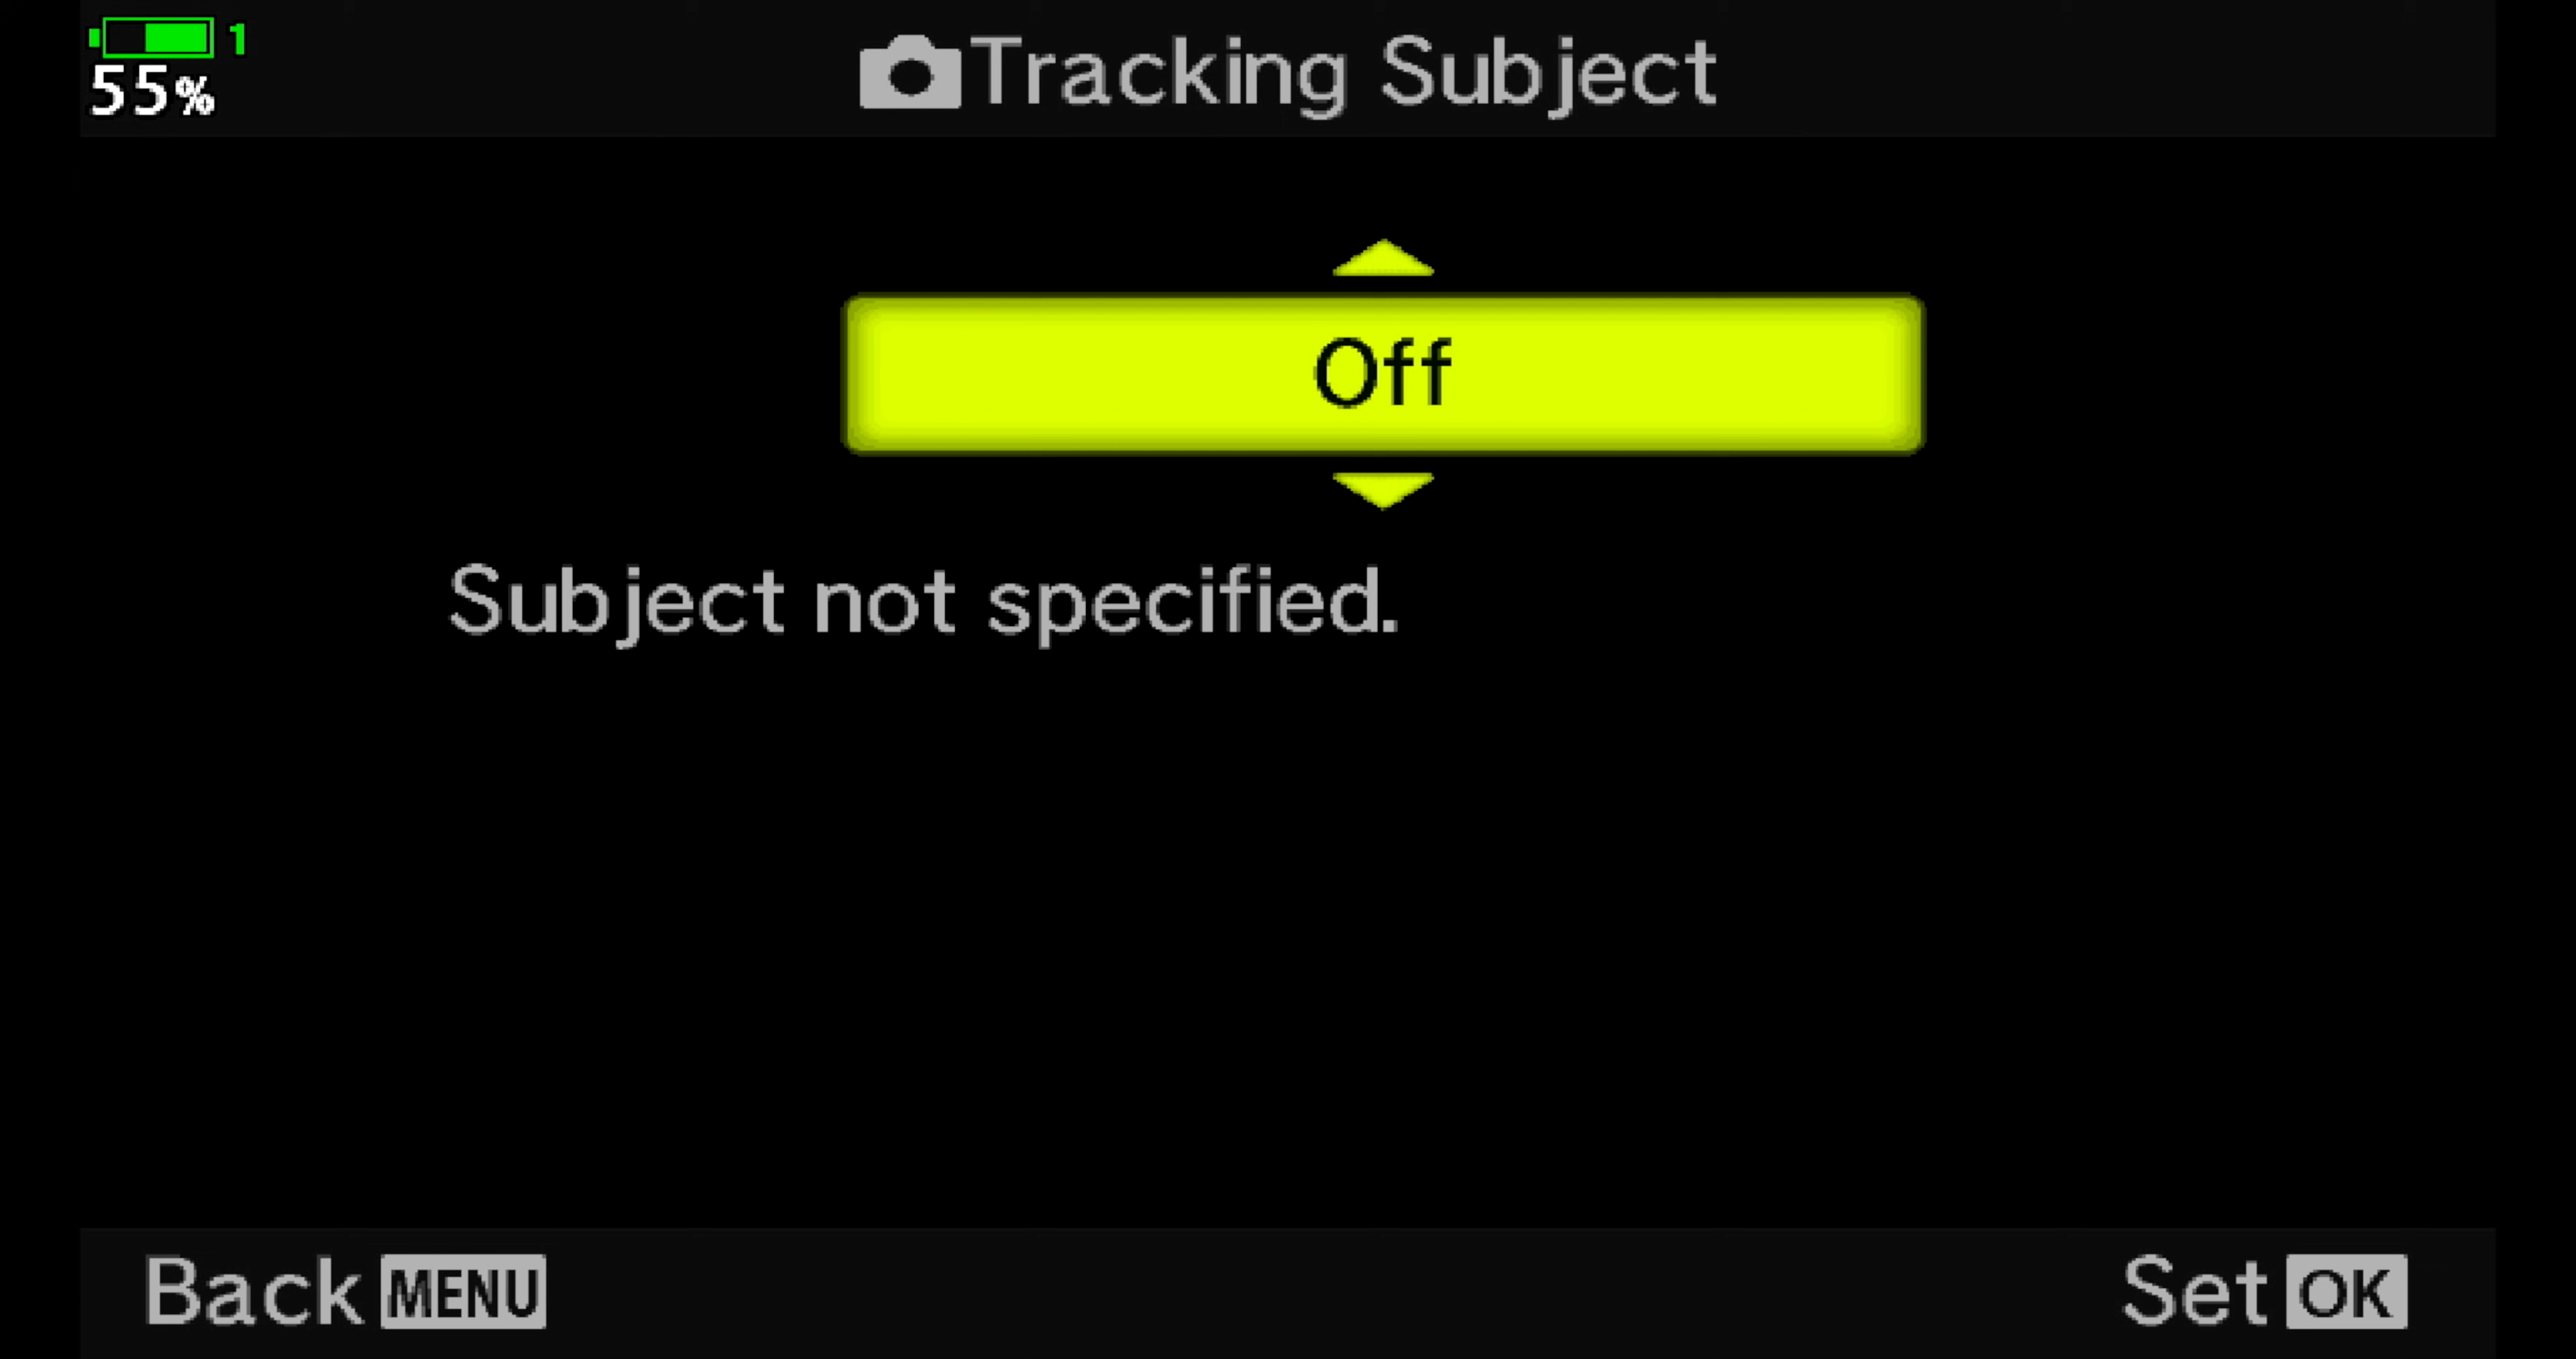 1
55%
Tracking Subject
Off
Subject not specified.
Back MENU
Set OK